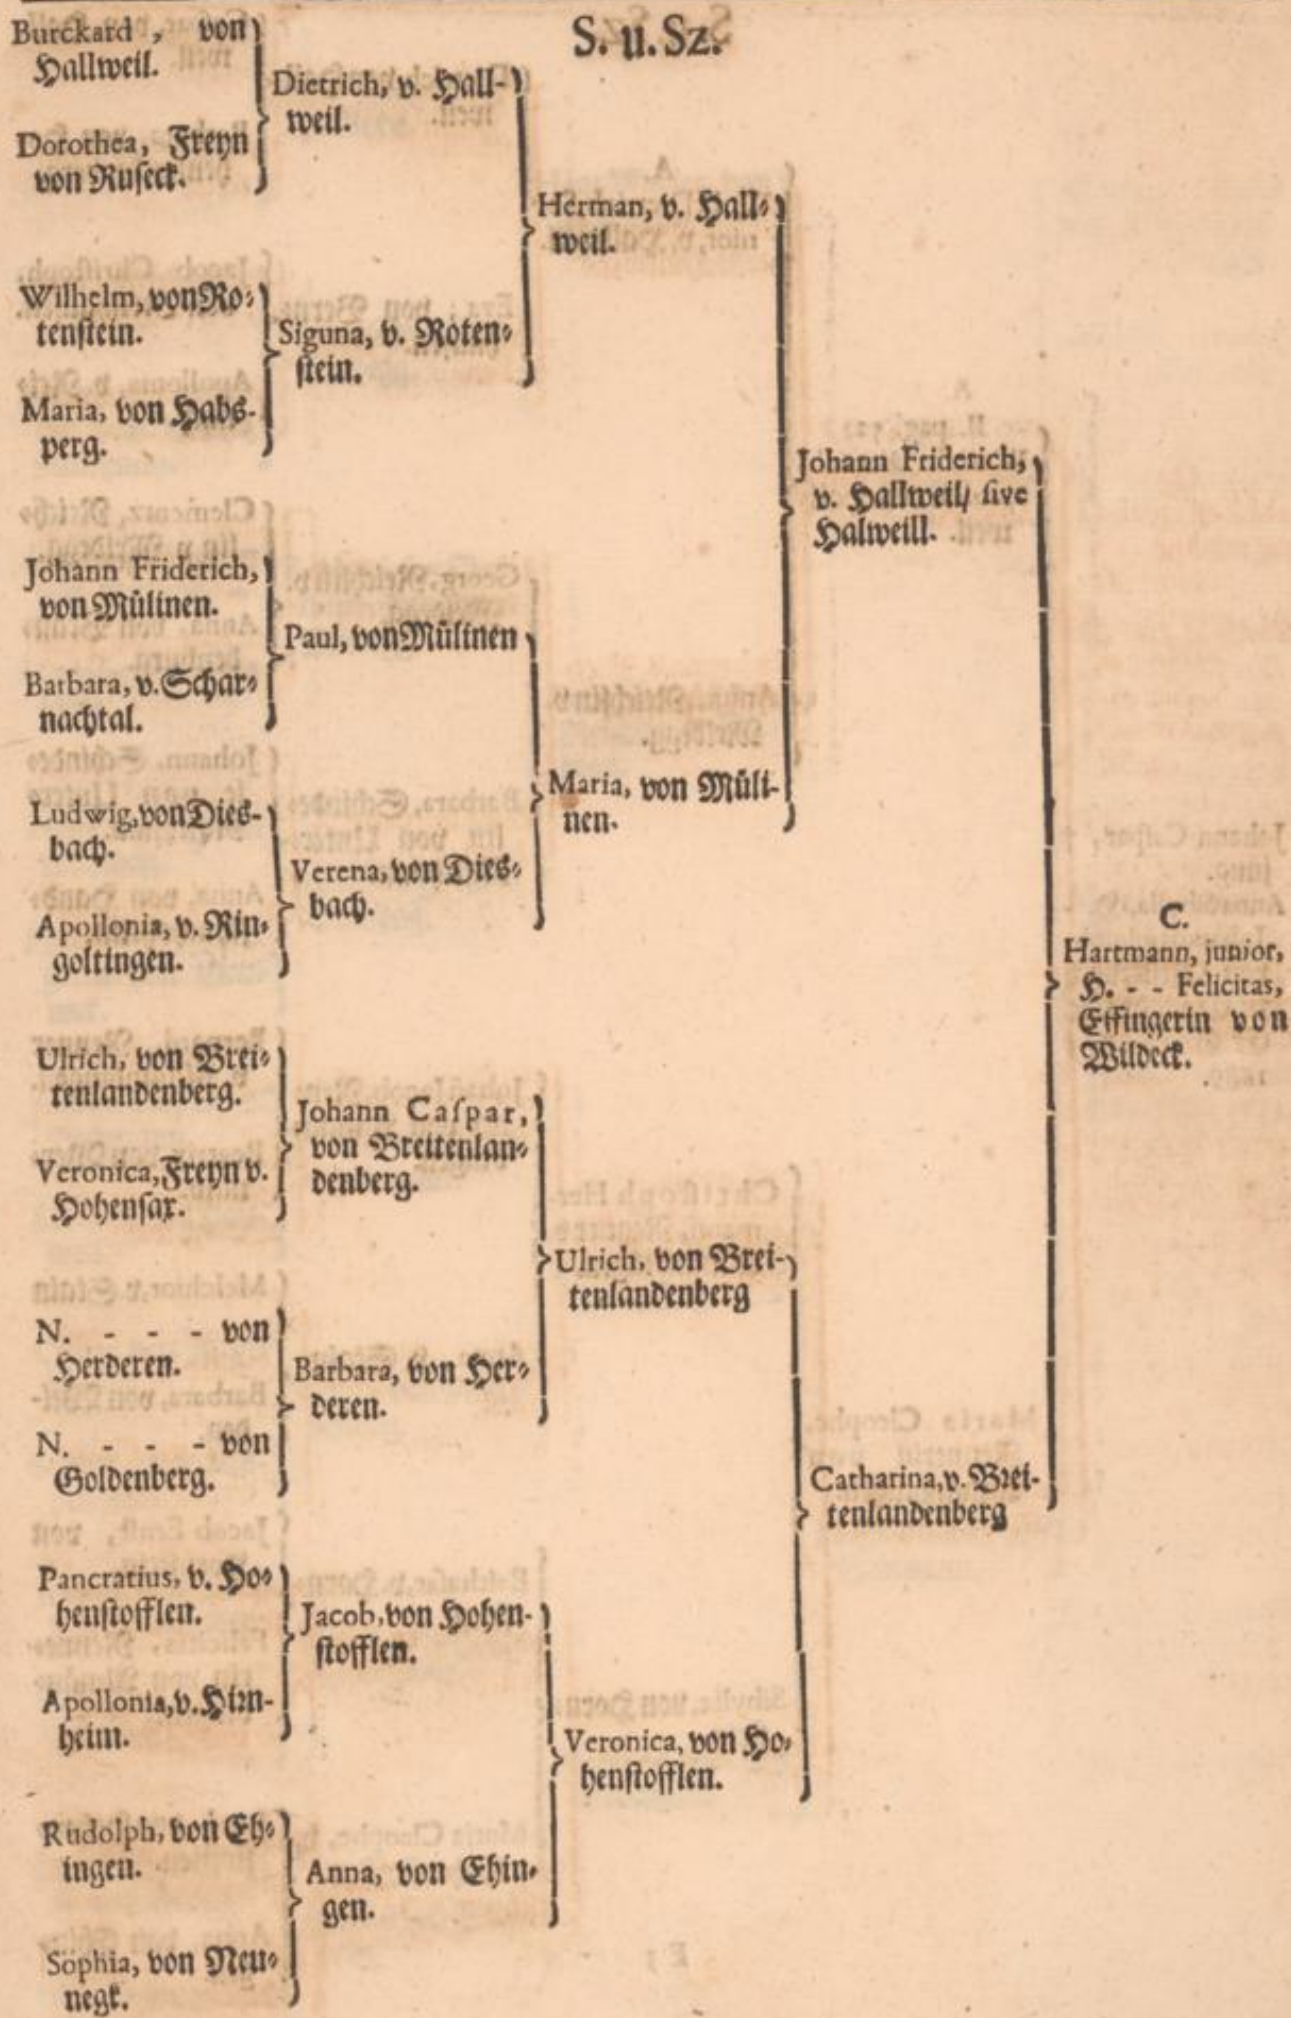 S. u. Sz.
Burckard, von
Hallweil.
Dorothea, Freyn
von Ruseck.
Wilhelm, von Ro-
tenstein.
Maria, von Habs-
perg.
Johann Friderich,
von Mülinen.
Barbara, v. Schar-
nachtal.
Ludwig, von Dies-
bach.
Apollonia, v. Rin-
goltingen.
Ulrich, von Brei-
tenlandenberg.
Veronica, Freyn v.
Hohensax.
N. - - - von
Herderen.
N. - - - von
Goldenberg.
Pancratius, v. Ho-
henstofflen.
Apollonia, v. Hirn-
heim.
Rudolph, von Eh-
ingen.
Sophia, von Neu-
negk.
Dietrich, v. Hall-
weil.
Siguna, v. Roten-
stein.
Paul, von Mülinen
Verena, von Dies-
bach.
Johann Caspar,
von Breitenlan-
denberg.
Barbara, von Her-
deren.
Jacob, von Hohen-
stofflen.
Anna, von Ehin-
gen.
Herman, v. Hall-
weil.
Maria, von Müli-
nen.
Ulrich, von Brei-
tenlandenberg
Veronica, von Ho-
henstofflen.
Johann Friderich,
v. Hallweil, sive
Halweill.
Catharina, v. Brei-
tenlandenberg
C.
Hartmann, junior,
H. - - Felicitas,
Effingerin von
Wildeck.